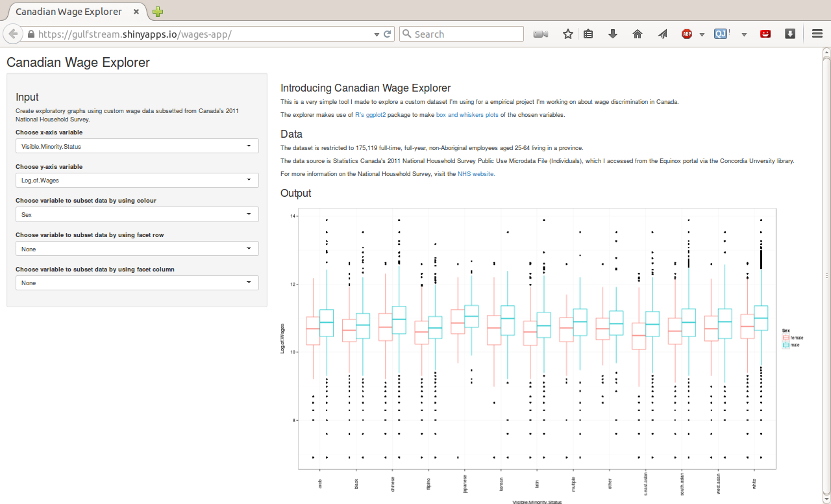 Canadian Wage Explorer
https://gulfstream.shinyapps.io/wages-app/
Search
ABP
Canadian Wage Explorer
Input
Create exploratory graphs using custom wage data subsetted from Canada's 2011
National Household Survey.
Choose x-axis variable
Visible.Minority.Status
Choose y-axis variable
Log.of.Wages
Choose variable to subset data by using colour
Sex
Choose variable to subset data by using facet row
None
Choose variable to subset data by using facet column
None
Introducing Canadian Wage Explorer
This is a very simple tool I made to explore a custom dataset I'm using for a empirical project I'm working on about wage discrimination in Canada.
The explorer makes use of R's ggplot2 package to make box and whiskers plots of the chosen variables.
Data
The dataset is restricted to 175,119 full-time, full-year, non-Aboriginal employees aged 25-64 living in a province.
The data source is Statistics Canada's 2011 National Household Survey Public Use Microdata File (Individuals), which I accessed from the Equinox portal via the Concordia University library.
For more information on the National Household Survey, visit the NHS website.
Output
14
12
10
8
Log.of.Wages
arab
black
chinese
filipino
japanese
korean
latin
multiple
other
s.east.asian
south.asian
west.asian
white
Visible.Minority.Status
Sex
female
male